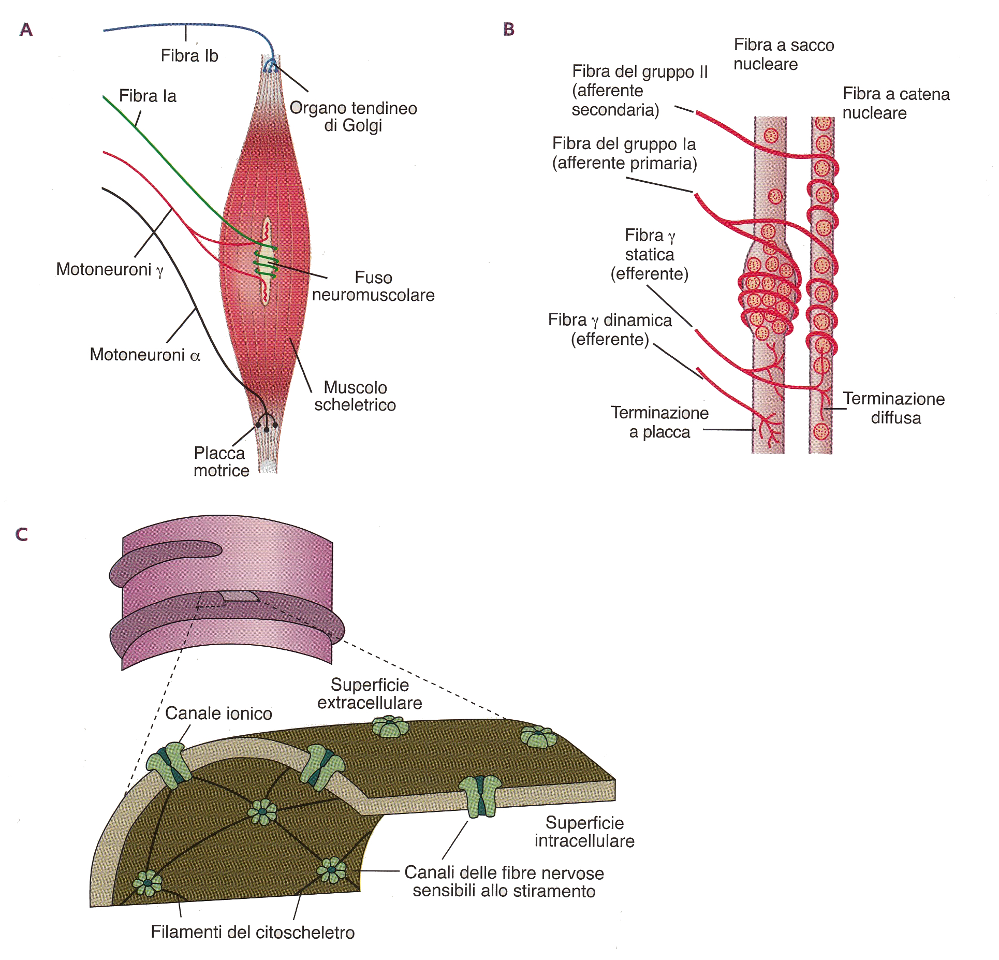 A
Fibra Ib
Fibra Ia
Organo tendineo
di Golgi
Motoneuroni γ
Fuso
neuromuscolare
Motoneuroni α
Muscolo
scheletrico
Placca
motrice
B
Fibra a sacco
nucleare
Fibra del gruppo II
(afferente
secondaria)
Fibra a catena
nucleare
Fibra del gruppo Ia
(afferente primaria)
Fibra γ
statica
(efferente)
Fibra γ dinamica
(efferente)
Terminazione
a placca
Terminazione
diffusa
C
Superficie
extracellulare
Canale ionico
Superficie
intracellulare
Canali delle fibre nervose
sensibili allo stiramento
Filamenti del citoscheletro